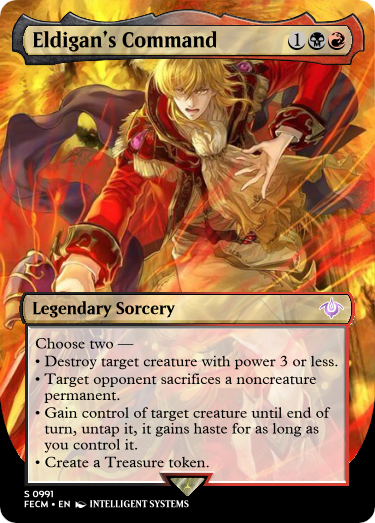 Eldigan's Command 1
Legendary Sorcery
Choose two —
• Destroy target creature with power 3 or less.
• Target opponent sacrifices a noncreature
permanent.
• Gain control of target creature until end of
turn, untap it, it gains haste for as long as
you control it.
• Create a Treasure token.
S 0991
FECM • EN INTELLIGENT SYSTEMS